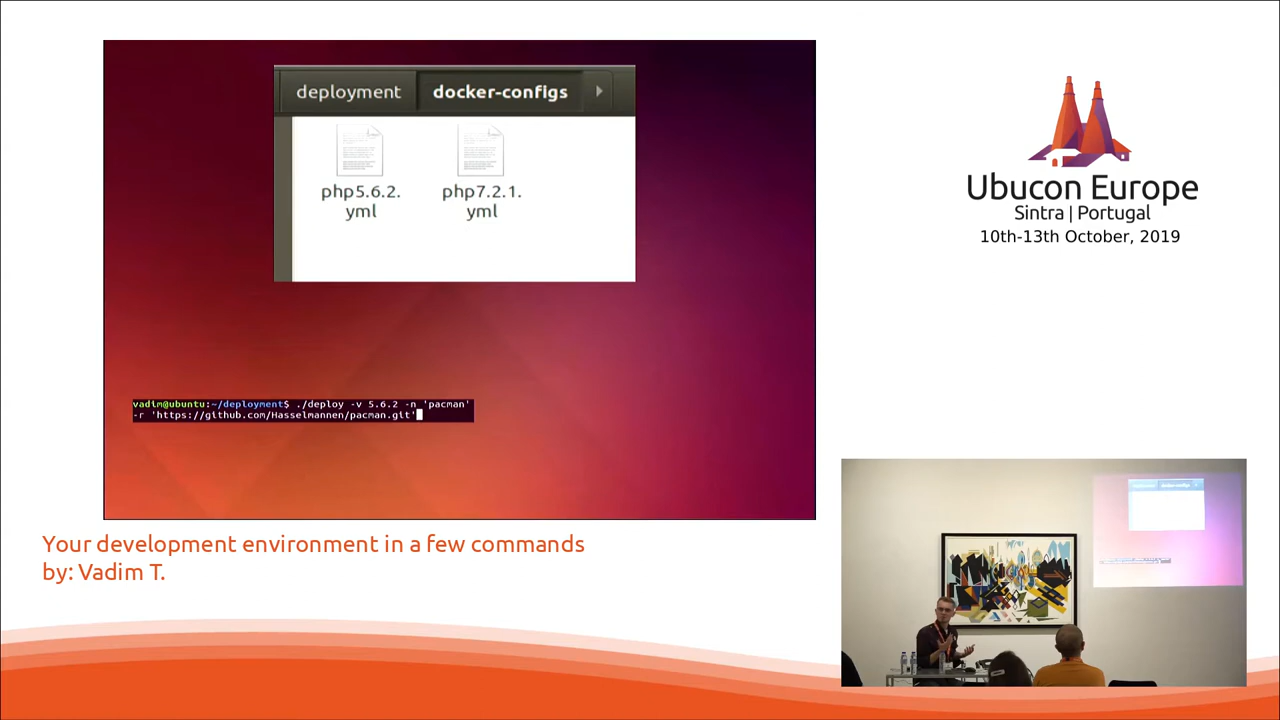 deployment docker-configs
php5.6.2.
yml
php7.2.1.
yml
vadim@ubuntu:~/deployment$ ./deploy -v 5.6.2 -n 'pacman'
-r 'https://github.com/Hasselmannen/pacman.git'
Ubucon Europe
Sintra | Portugal
10th-13th October, 2019
Your development environment in a few commands
by: Vadim T.